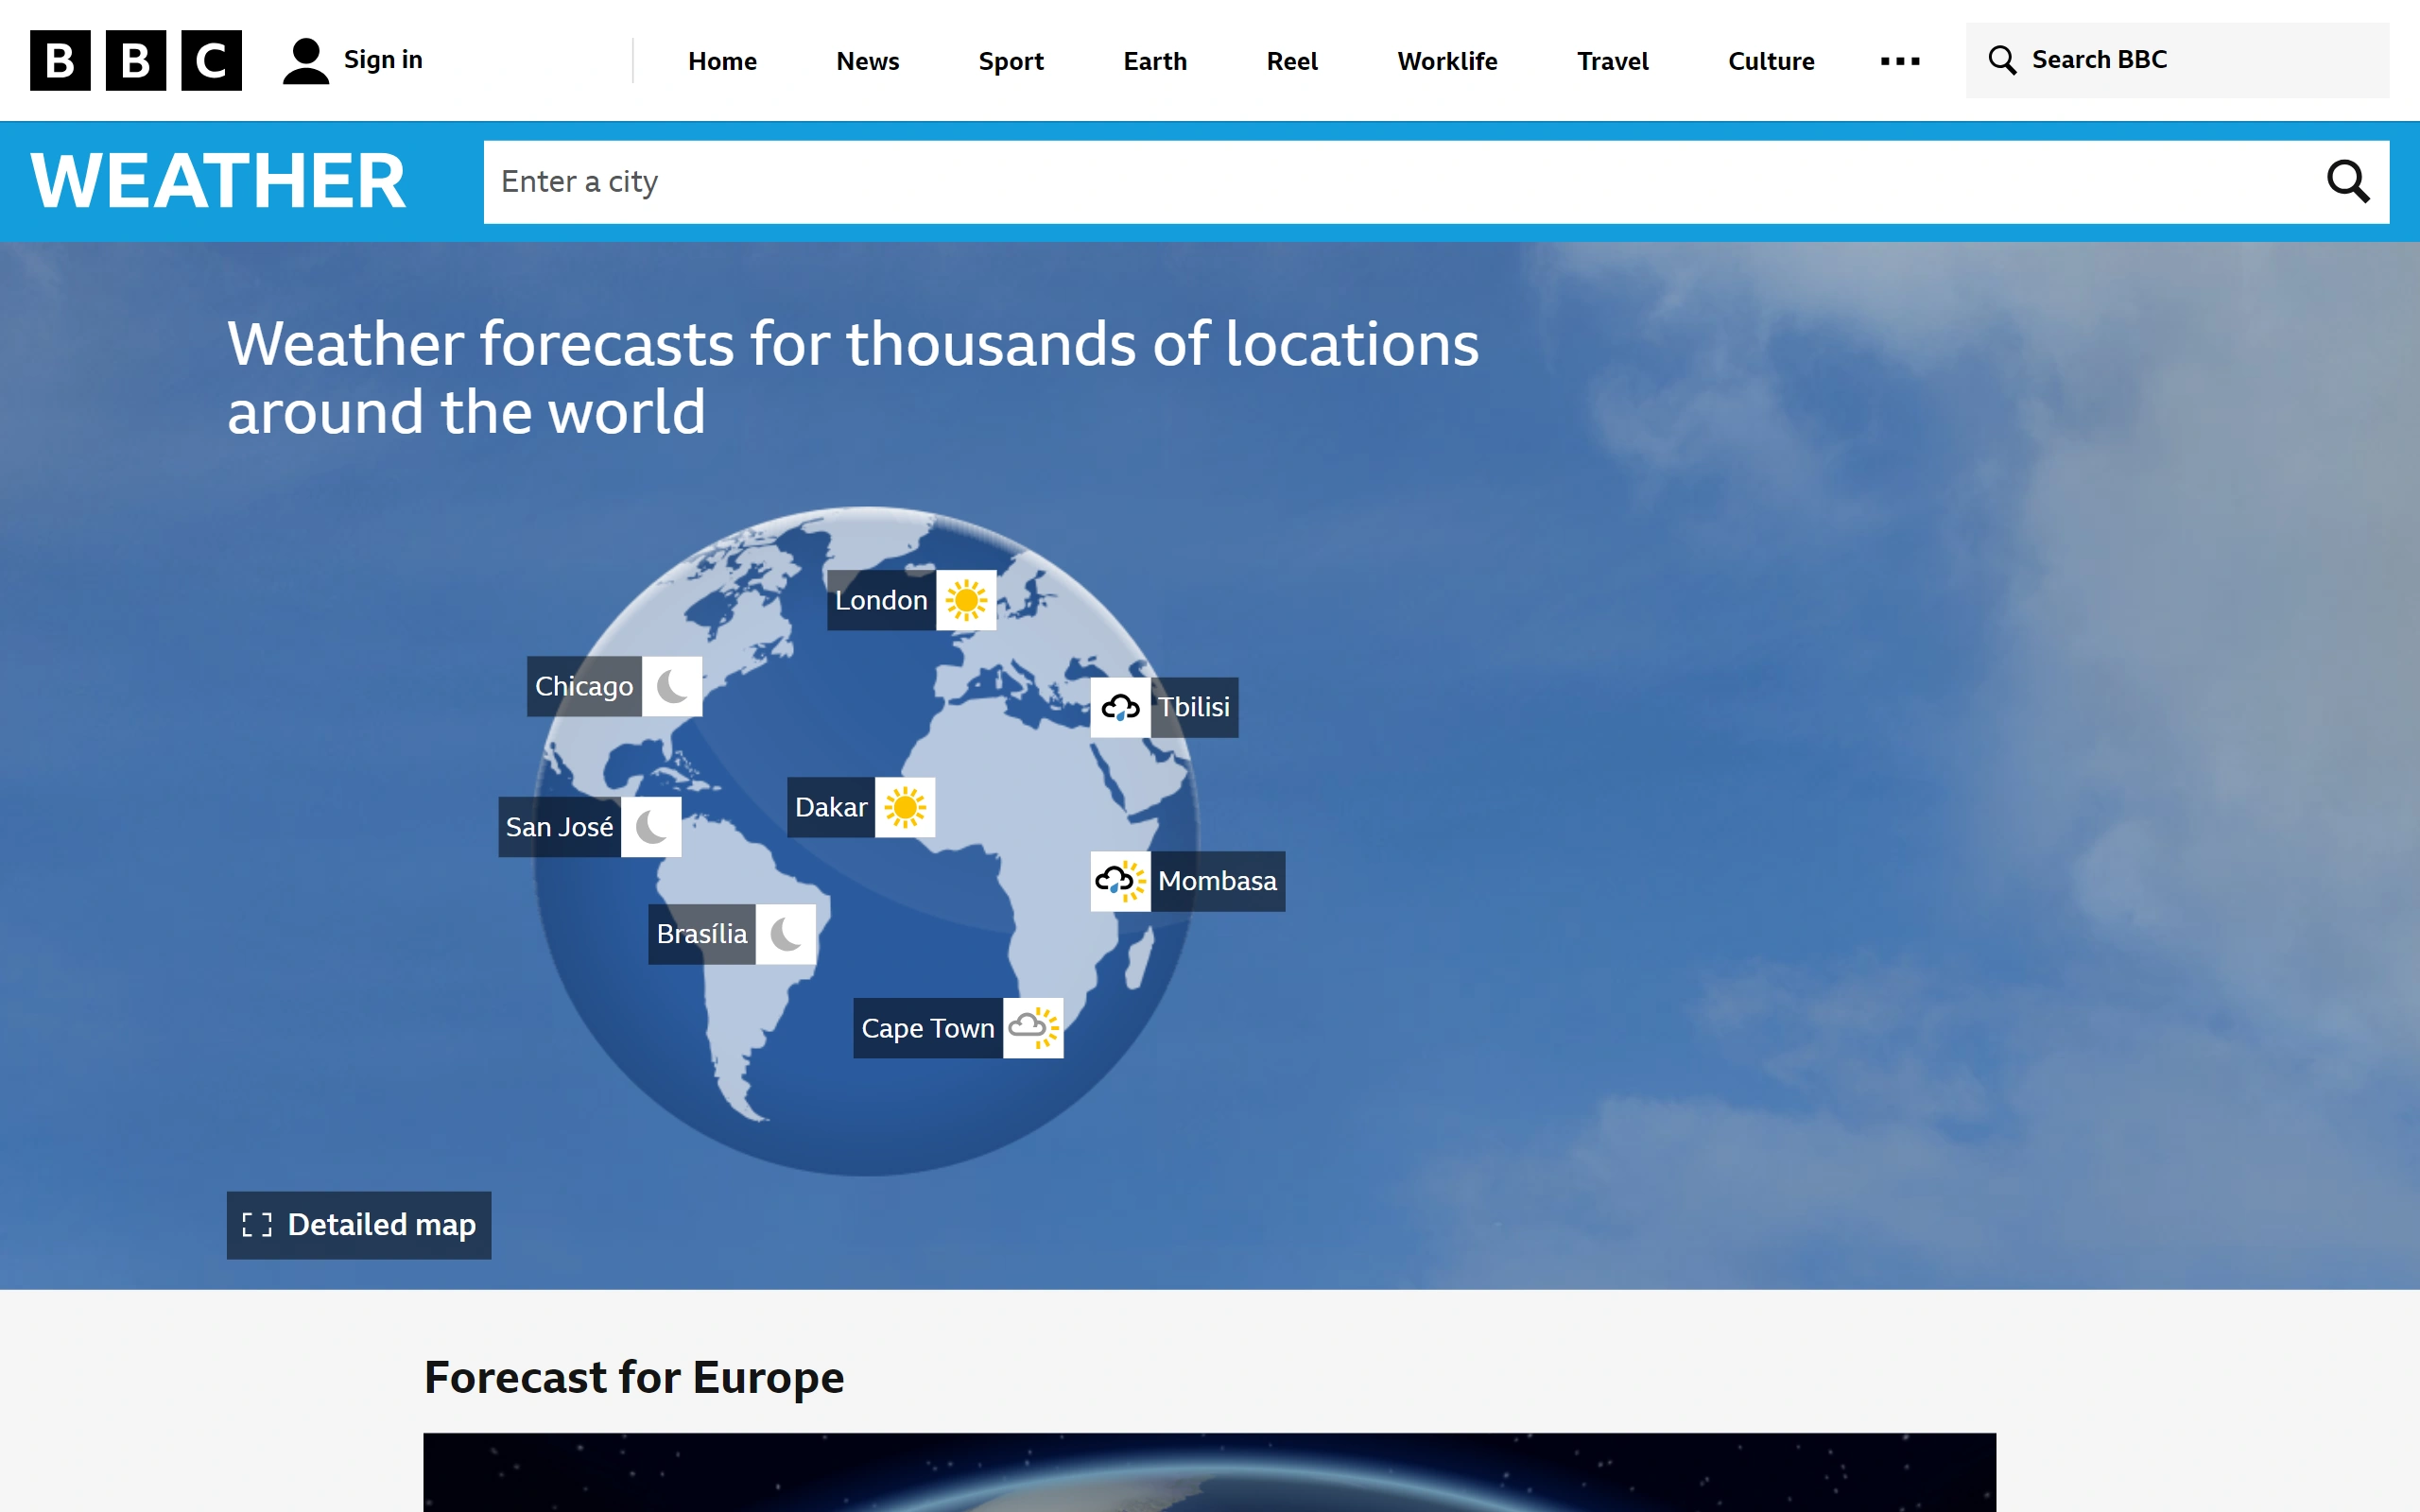 BBC
Sign in
Home
News
Sport
Earth
Reel
Worklife
Travel
Culture
Search BBC
WEATHER
Enter a city
Weather forecasts for thousands of locations
around the world
London
Chicago
Tbilisi
Dakar
San José
Mombasa
Brasília
Cape Town
Detailed map
Forecast for Europe